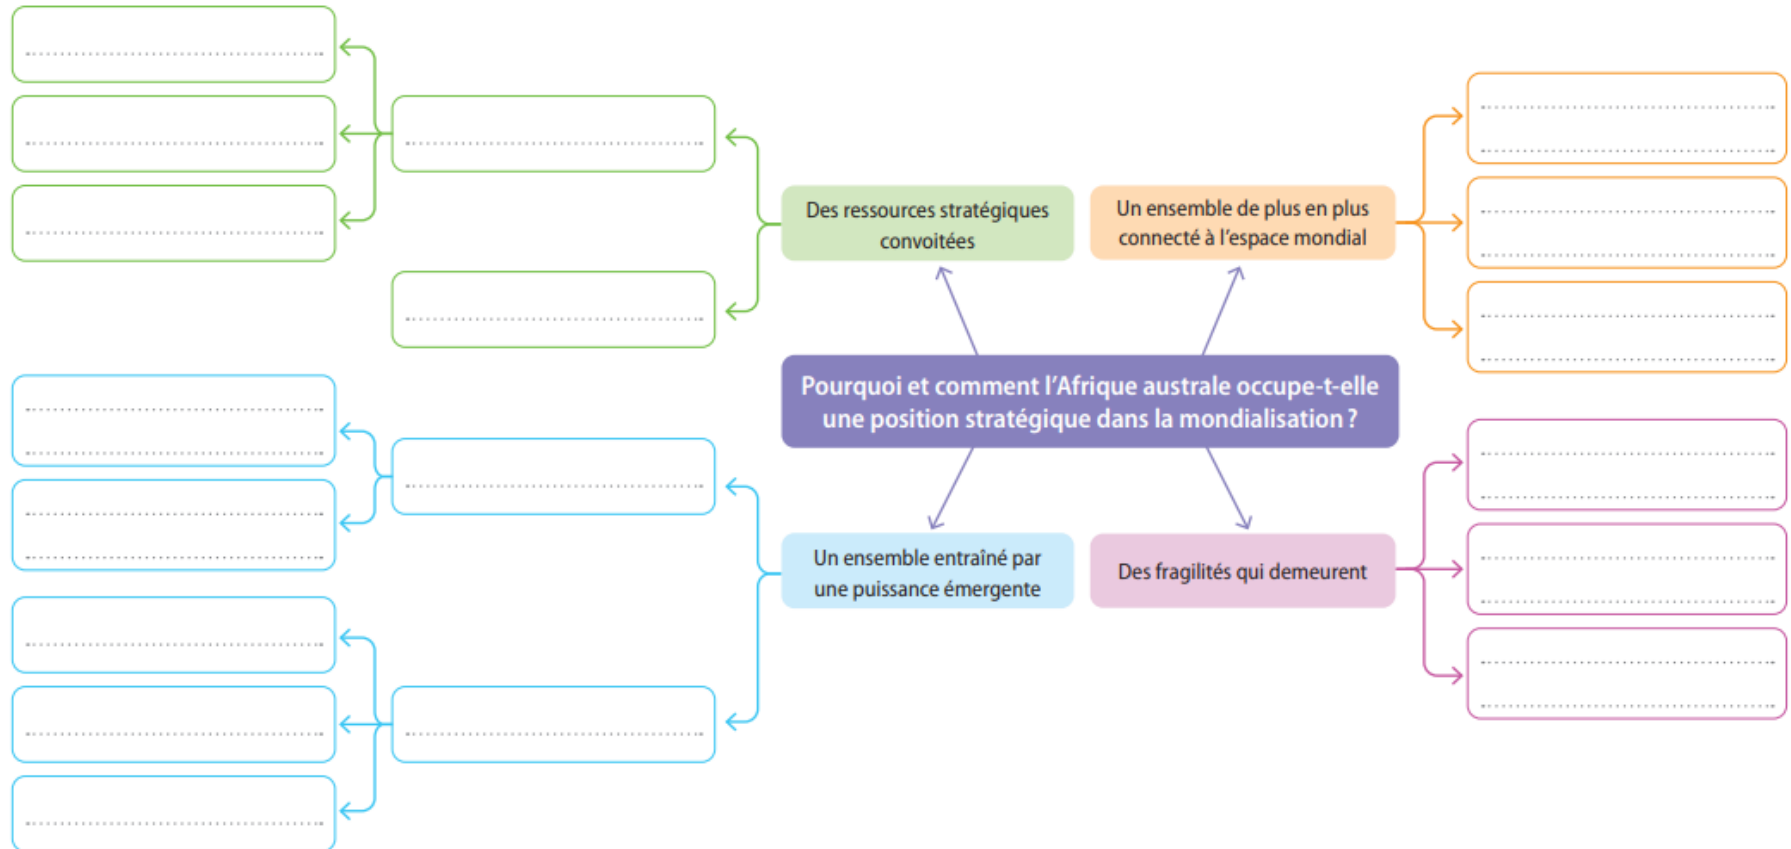 Des ressources stratégiques
convoitées
Un ensemble de plus en plus
connecté à l'espace mondial
Pourquoi et comment l'Afrique australe occupe-t-elle
une position stratégique dans la mondialisation ?
Un ensemble entraîné par
une puissance émergente
Des fragilités qui demeurent